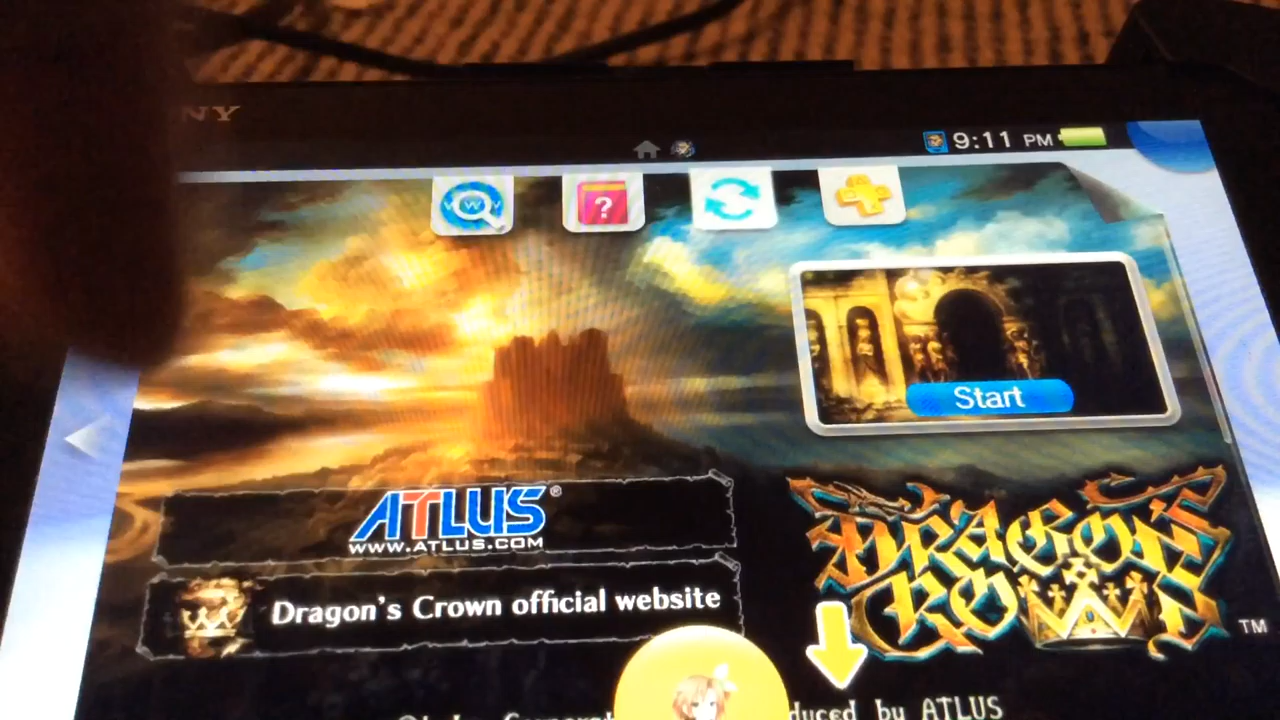 NY
9:11 PM
WWW
?
Start
ATLUS®
WWW.ATLUS.COM
DRAGON'S
CROWN
TM
Dragon's Crown official website
duced by ATLUS